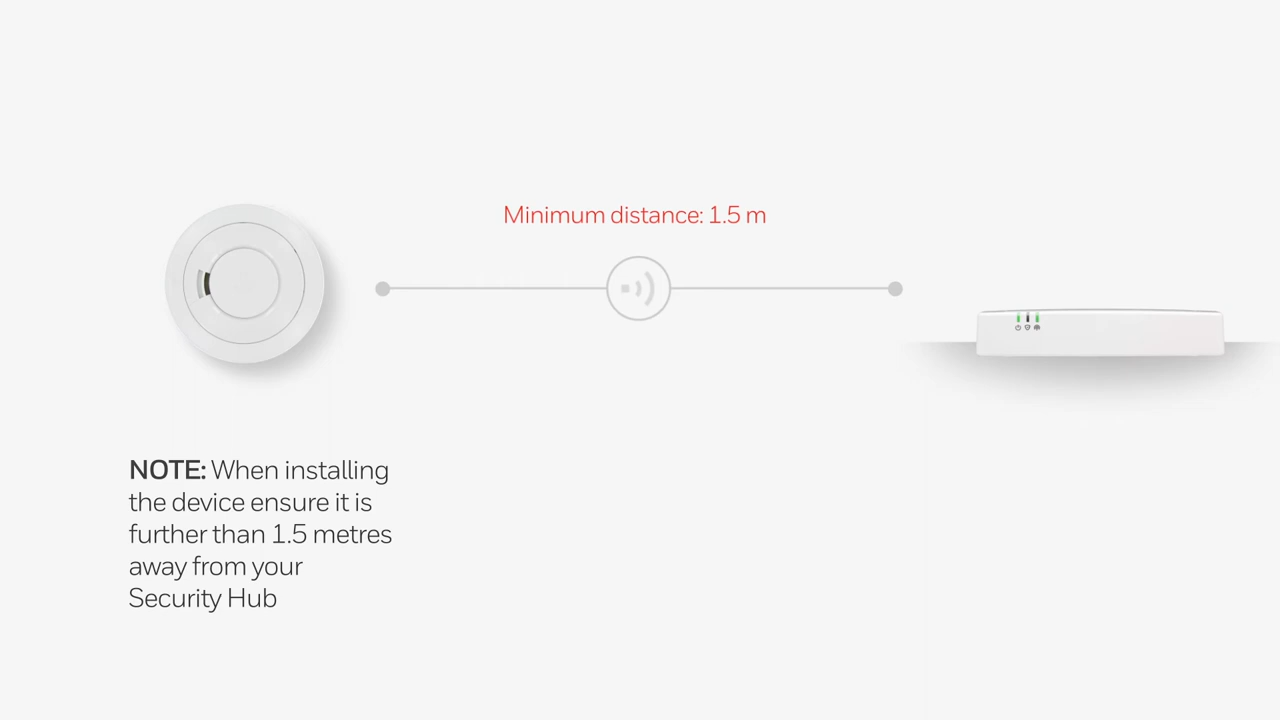 Minimum distance: 1.5 m
NOTE: When installing
the device ensure it is
further than 1.5 metres
away from your
Security Hub